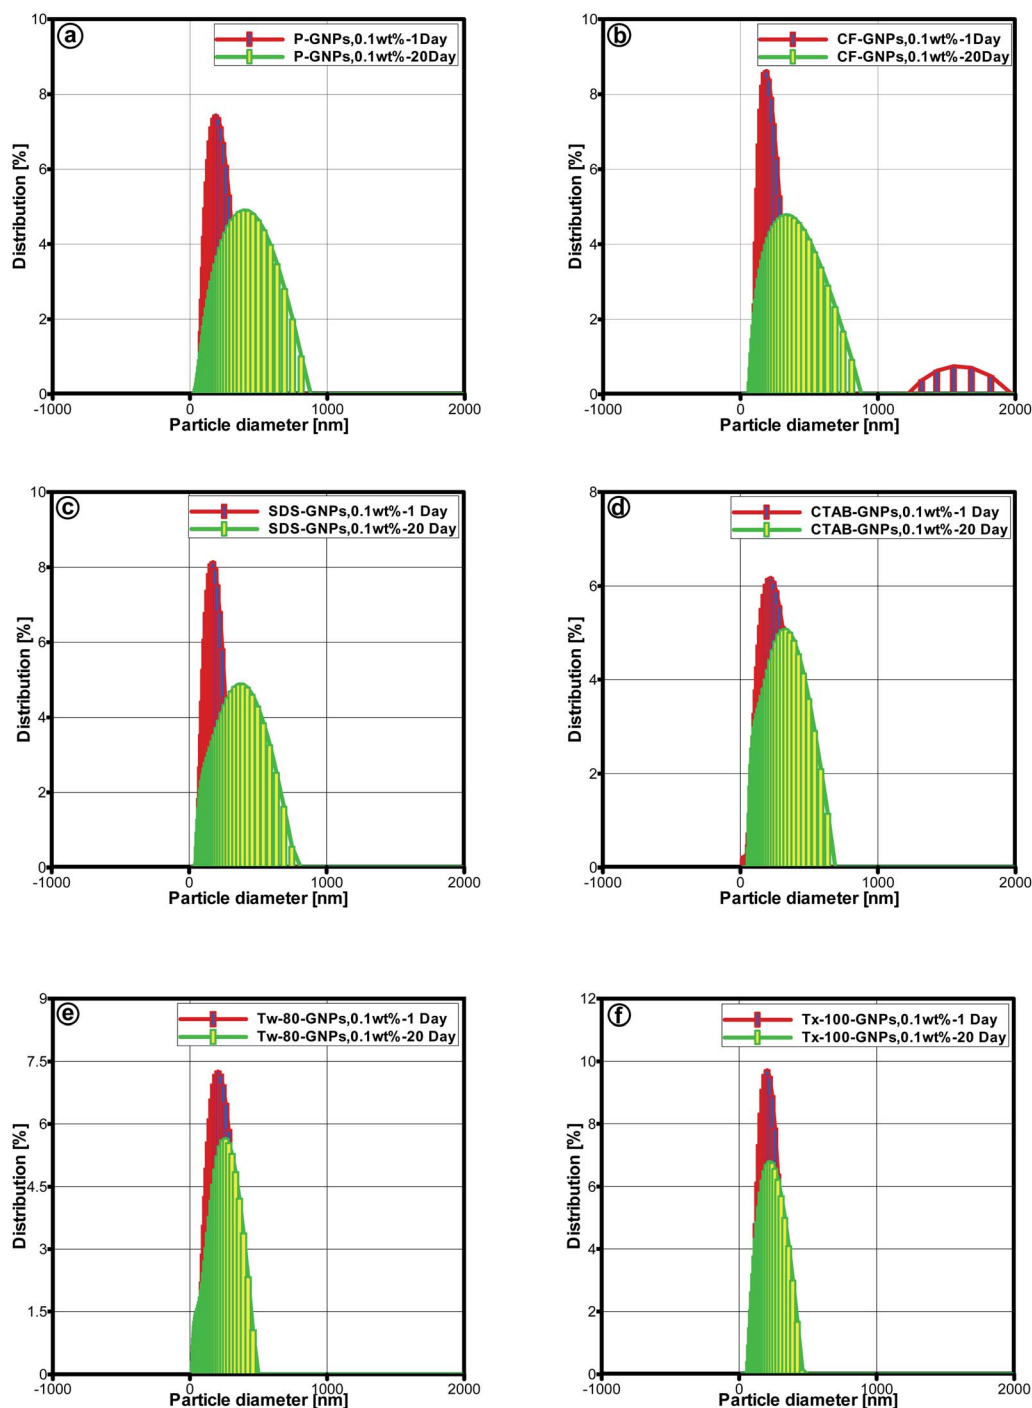 a
P-GNPs,0.1wt%-1Day
P-GNPs,0.1wt%-20Day
Distribution [%]
10
8
6
4
2
0
-1000
0
1000
2000
Particle diameter [nm]
b
CF-GNPs,0.1wt%-1Day
CF-GNPs,0.1wt%-20Day
Distribution [%]
10
8
6
4
2
0
-1000
0
1000
2000
Particle diameter [nm]
c
SDS-GNPs,0.1wt%-1 Day
SDS-GNPs,0.1wt%-20 Day
Distribution [%]
10
8
6
4
2
0
-1000
0
1000
2000
Particle diameter [nm]
d
CTAB-GNPs,0.1wt%-1 Day
CTAB-GNPs,0.1wt%-20 Day
Distribution [%]
8
6
4
2
0
-1000
0
1000
2000
Particle diameter [nm]
e
Tw-80-GNPs,0.1wt%-1 Day
Tw-80-GNPs,0.1wt%-20 Day
Distribution [%]
9
7.5
6
4.5
3
1.5
0
-1000
0
1000
2000
Particle diameter [nm]
f
Tx-100-GNPs,0.1wt%-1 Day
Tx-100-GNPs,0.1wt%-20 Day
Distribution [%]
12
10
8
6
4
2
0
-1000
0
1000
2000
Particle diameter [nm]